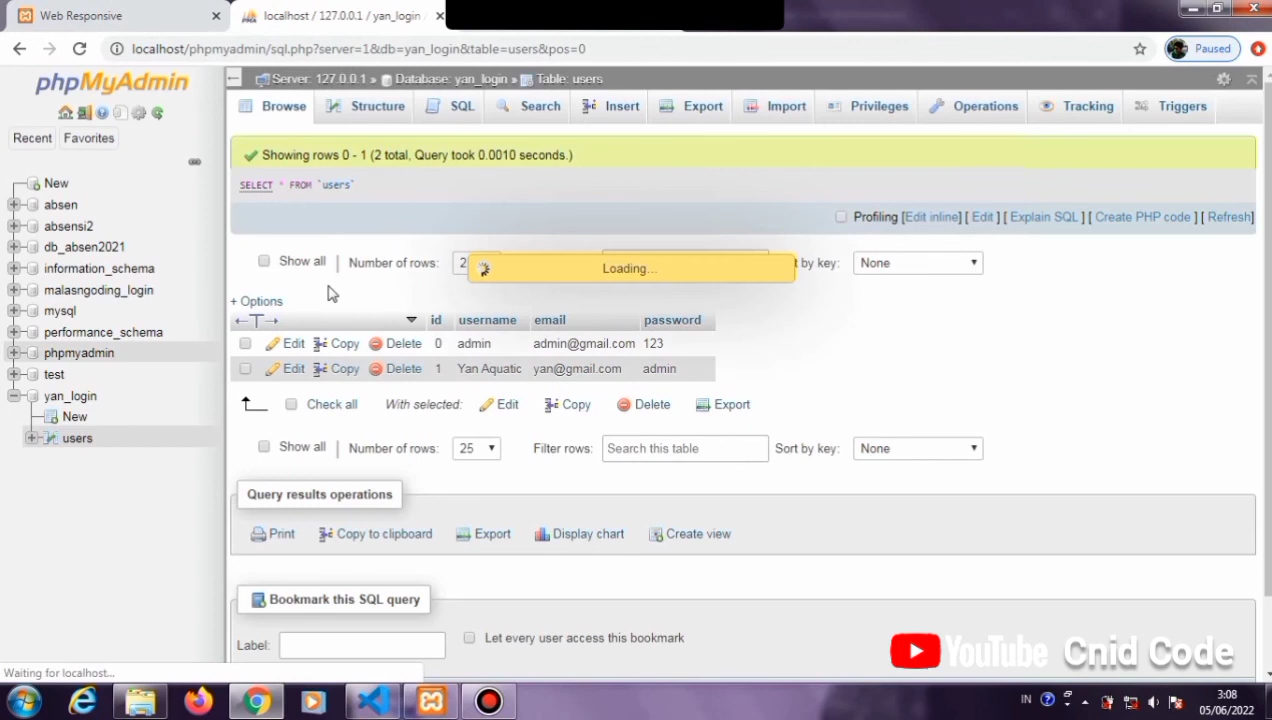 Web Responsive
localhost / 127.0.0.1 / yan_login
localhost/phpmyadmin/sql.php?server=1&db=yan_login&table=users&pos=0
Paused
phpMyAdmin
Recent Favorites
New
absen
absensi2
db_absen2021
information_schema
malasngoding_login
mysql
performance_schema
phpmyadmin
test
yan_login
New
users
Server: 127.0.0.1 » Database: yan_login » Table: users
Browse Structure SQL Search Insert Export Import Privileges Operations Tracking Triggers
Showing rows 0 - 1 (2 total, Query took 0.0010 seconds.)
SELECT * FROM `users`
Profiling [Edit inline] [ Edit ] [ Explain SQL ] [ Create PHP code ] [ Refresh]
Show all Number of rows: 2 t by key: None
Loading...
+ Options
←T→ id username email password
Edit Copy Delete 0 admin admin@gmail.com 123
Edit Copy Delete 1 Yan Aquatic yan@gmail.com admin
Check all With selected: Edit Copy Delete Export
Show all Number of rows: 25 Filter rows: Search this table Sort by key: None
Query results operations
Print Copy to clipboard Export Display chart Create view
Bookmark this SQL query
Label: Let every user access this bookmark
YouTube Cnid Code
Waiting for localhost...
IN 3:08
05/06/2022